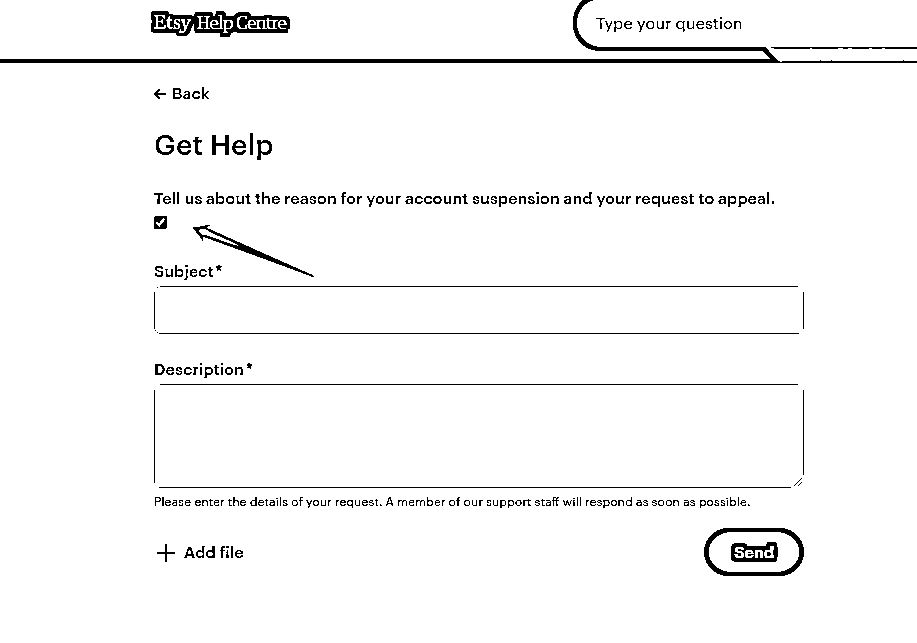 Etsy Help Centre
Type your question
← Back
Get Help
Tell us about the reason for your account suspension and your request to appeal.
Subject*
Description*
Please enter the details of your request. A member of our support staff will respond as soon as possible.
+ Add file
Send